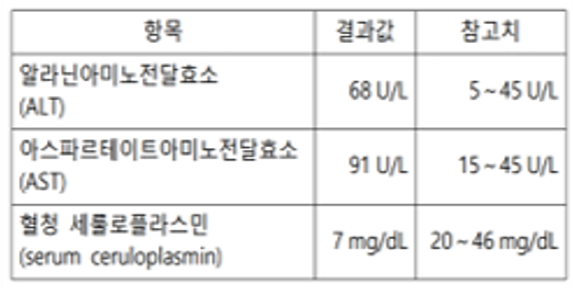 항목 결과값 참고치
알라닌아미노전달효소
(ALT) 68 U/L 5~45 U/L
아스파르테이트아미노전달효소
(AST) 91 U/L 15~45 U/L
혈청 세룰로플라스민
(serum ceruloplasmin) 7 mg/dL 20~46 mg/dL